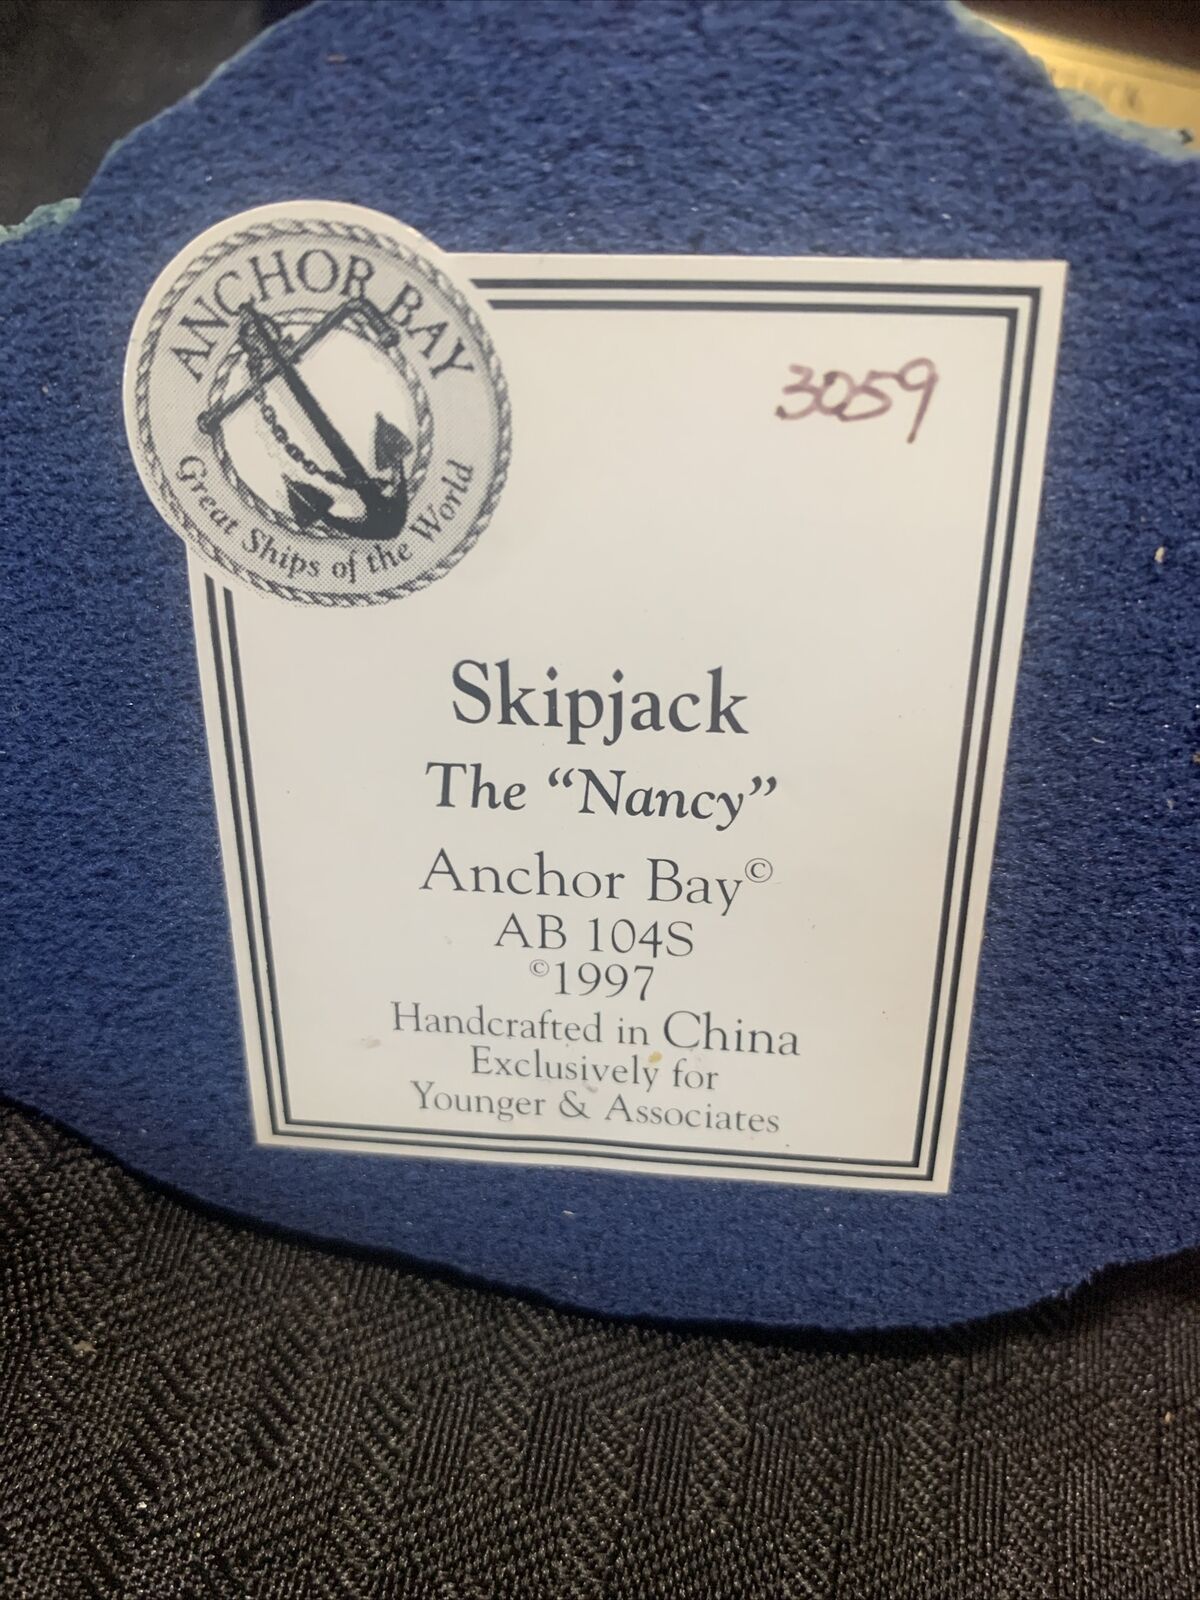 ANCHOR BAY
Great Ships of the World
3059
Skipjack
The “Nancy”
Anchor Bay©
AB 104S
©1997
Handcrafted in China
Exclusively for
Younger & Associates